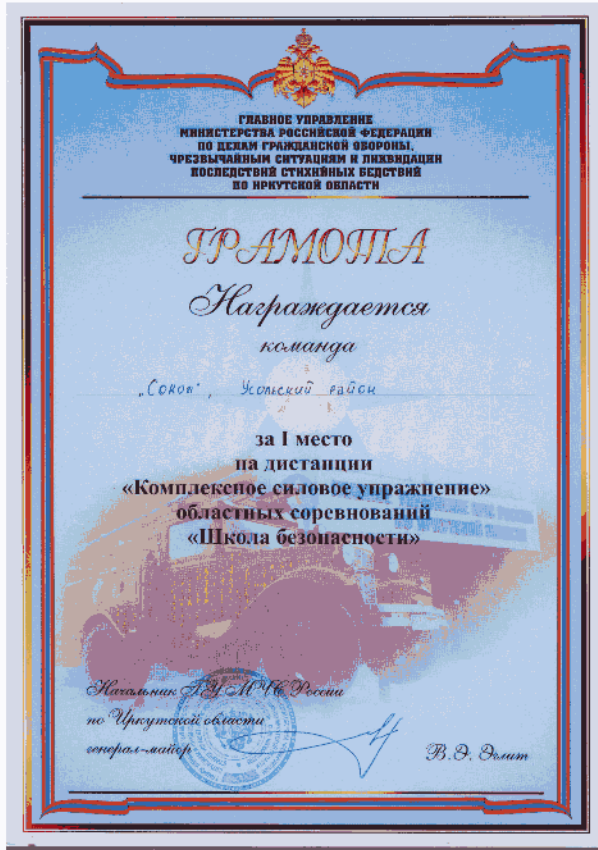 ГЛАВНОЕ УПРАВЛЕНИЕ
МИНИСТЕРСТВА РОССИЙСКОЙ ФЕДЕРАЦИИ
ПО ДЕЛАМ ГРАЖДАНСКОЙ ОБОРОНЫ,
ЧРЕЗВЫЧАЙНЫМ СИТУАЦИЯМ И ЛИКВИДАЦИИ
ПОСЛЕДСТВИЙ СТИХИЙНЫХ БЕДСТВИЙ
ПО ИРКУТСКОЙ ОБЛАСТИ
ГРАМОТА
Награждается
команда
„Сокол", Усольский район
за I место
на дистанции
«Комплексное силовое упражнение»
областных соревнований
«Школа безопасности»
Начальник ГУ МЧС России
по Иркутской области
генерал-майор
В.Э. Эглит